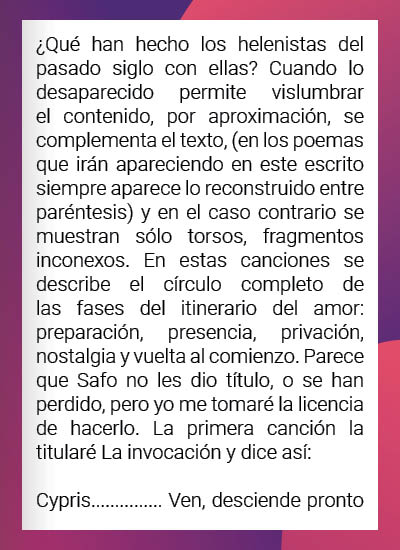 ¿Qué han hecho los helenistas del
pasado siglo con ellas? Cuando lo
desaparecido permite vislumbrar
el contenido, por aproximación, se
complementa el texto, (en los poemas
que irán apareciendo en este escrito
siempre aparece lo reconstruido entre
paréntesis) y en el caso contrario se
muestran sólo torsos, fragmentos
inconexos. En estas canciones se
describe el círculo completo de
las fases del itinerario del amor:
preparación, presencia, privación,
nostalgia y vuelta al comienzo. Parece
que Safo no les dio título, o se han
perdido, pero yo me tomaré la licencia
de hacerlo. La primera canción la
titularé La invocación y dice así:
Cypris............... Ven, desciende pronto